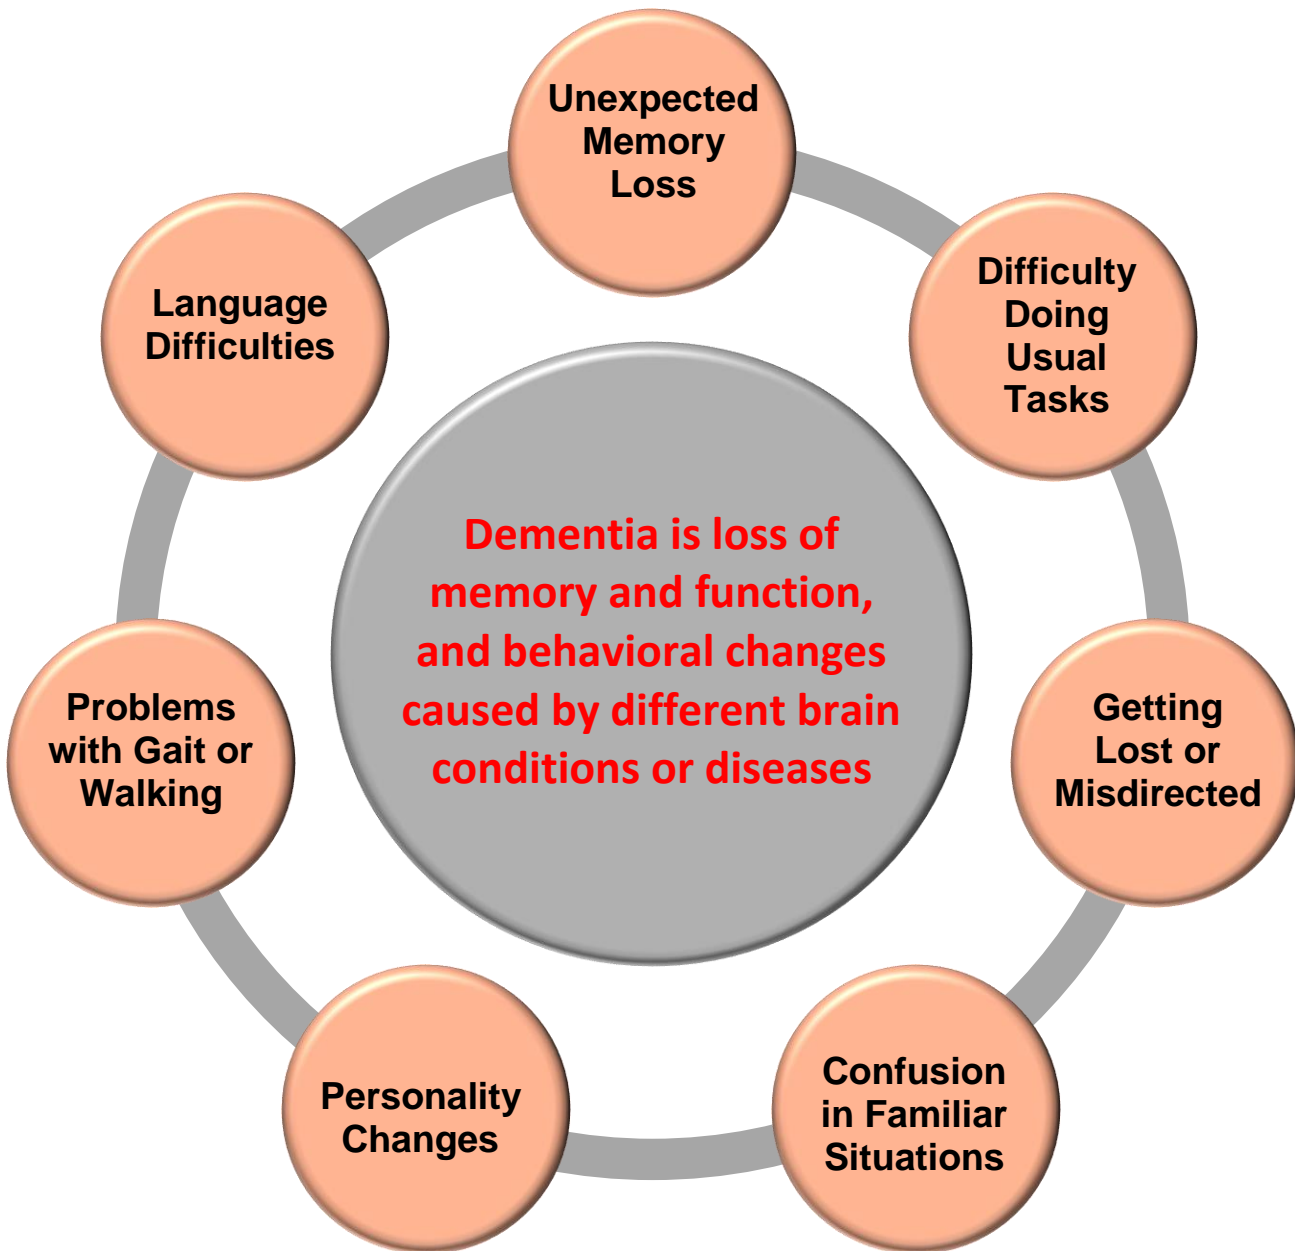 Unexpected
Memory
Loss
Difficulty
Doing
Usual
Tasks
Getting
Lost or
Misdirected
Confusion
in Familiar
Situations
Personality
Changes
Problems
with Gait or
Walking
Language
Difficulties
Dementia is loss of
memory and function,
and behavioral changes
caused by different brain
conditions or diseases